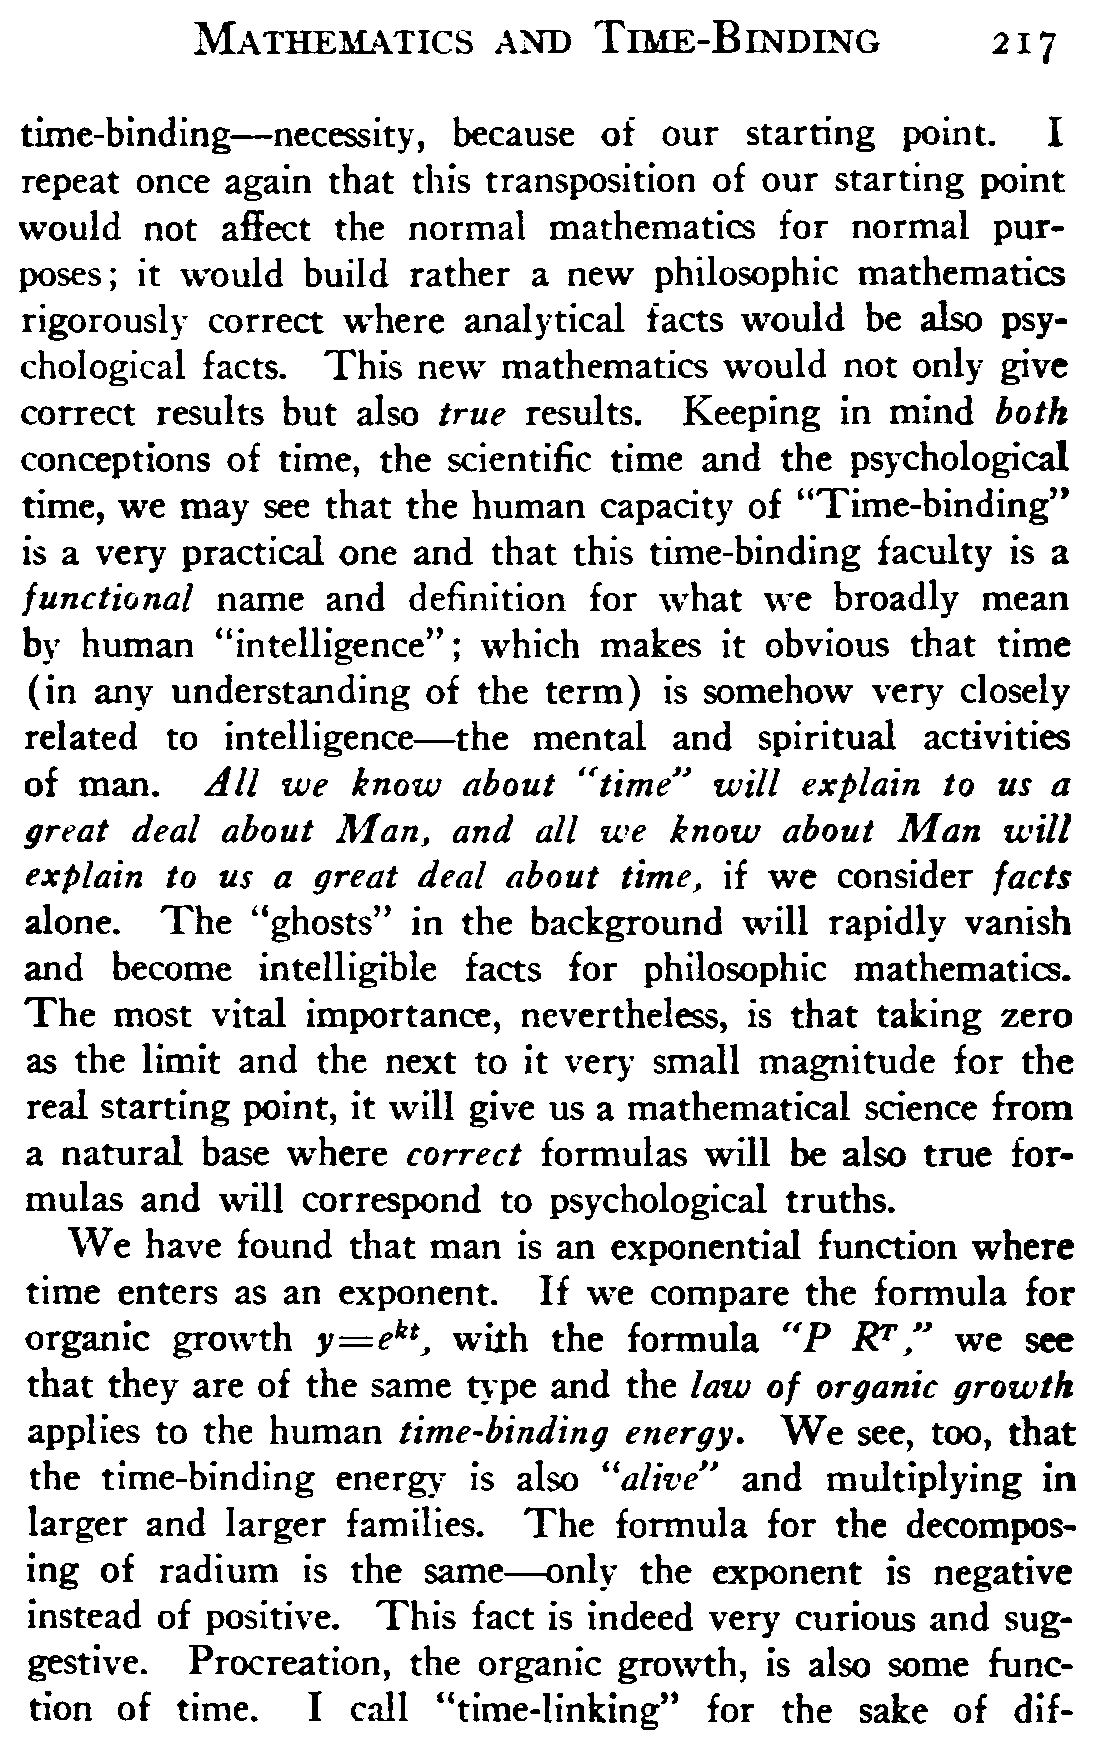 MATHEMATICS AND TIME-BINDING 217
time-binding—necessity, because of our starting point. I
repeat once again that this transposition of our starting point
would not affect the normal mathematics for normal pur-
poses; it would build rather a new philosophic mathematics
rigorously correct where analytical facts would be also psy-
chological facts. This new mathematics would not only give
correct results but also true results. Keeping in mind both
conceptions of time, the scientific time and the psychological
time, we may see that the human capacity of "Time-binding"
is a very practical one and that this time-binding faculty is a
functional name and definition for what we broadly mean
by human "intelligence"; which makes it obvious that time
(in any understanding of the term) is somehow very closely
related to intelligence—the mental and spiritual activities
of man. All we know about "time" will explain to us a
great deal about Man, and all we know about Man will
explain to us a great deal about time, if we consider facts
alone. The "ghosts" in the background will rapidly vanish
and become intelligible facts for philosophic mathematics.
The most vital importance, nevertheless, is that taking zero
as the limit and the next to it very small magnitude for the
real starting point, it will give us a mathematical science from
a natural base where correct formulas will be also true for-
mulas and will correspond to psychological truths.
We have found that man is an exponential function where
time enters as an exponent. If we compare the formula for
organic growth y=e^{kt}, with the formula "P R^T," we see
that they are of the same type and the law of organic growth
applies to the human time-binding energy. We see, too, that
the time-binding energy is also "alive" and multiplying in
larger and larger families. The formula for the decompos-
ing of radium is the same—only the exponent is negative
instead of positive. This fact is indeed very curious and sug-
gestive. Procreation, the organic growth, is also some func-
tion of time. I call "time-linking" for the sake of dif-